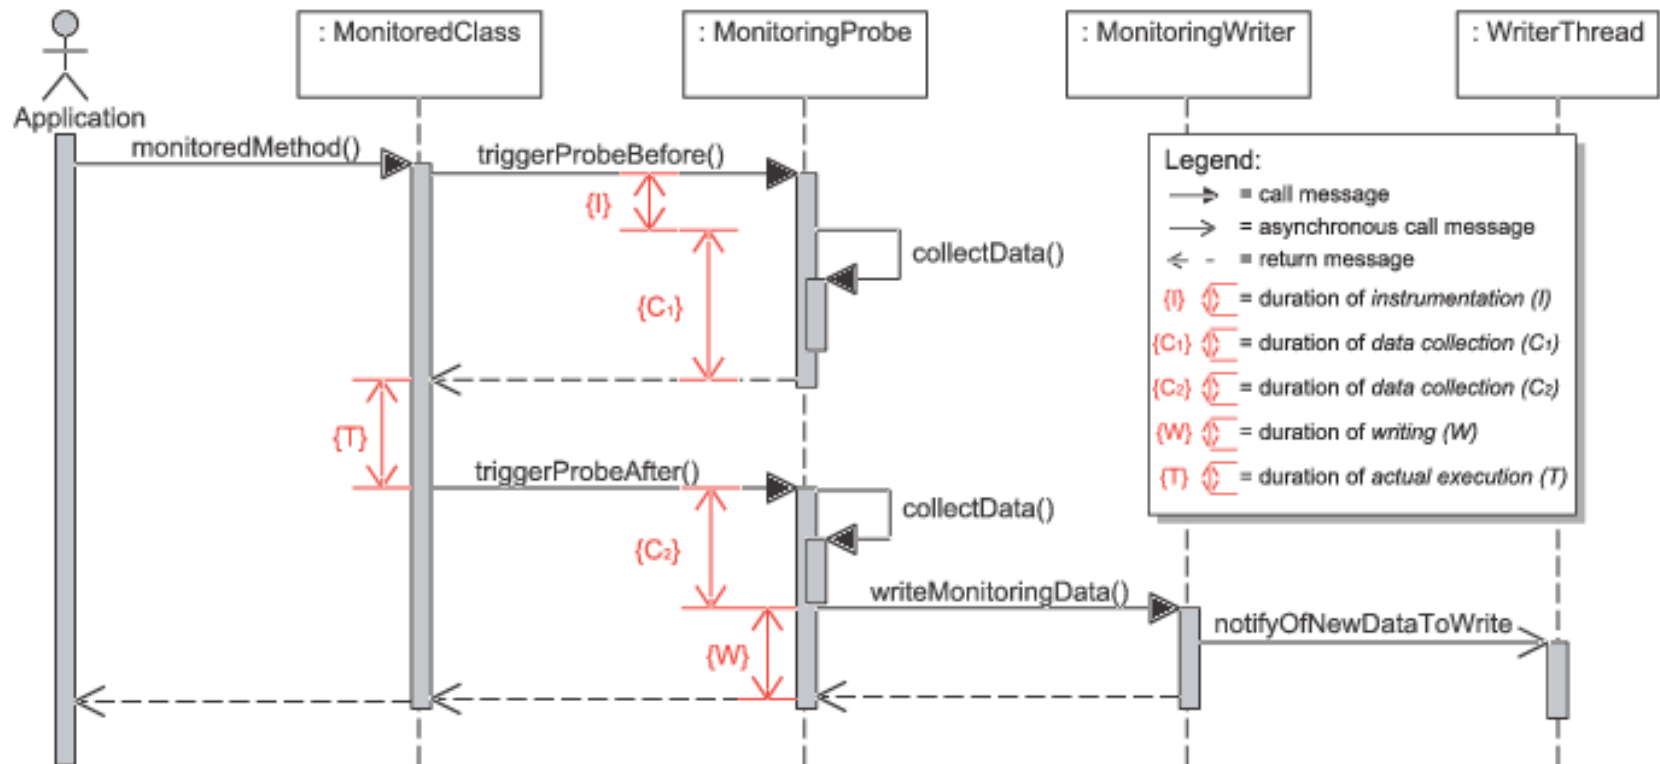 : MonitoredClass
: MonitoringProbe
: MonitoringWriter
: WriterThread
Application
monitoredMethod()
triggerProbeBefore()
{I}
collectData()
{C₁}
{T}
triggerProbeAfter()
collectData()
{C₂}
writeMonitoringData()
notifyOfNewDataToWrite
{W}
Legend:
= call message
= asynchronous call message
= return message
{I} = duration of instrumentation (I)
{C₁} = duration of data collection (C₁)
{C₂} = duration of data collection (C₂)
{W} = duration of writing (W)
{T} = duration of actual execution (T)